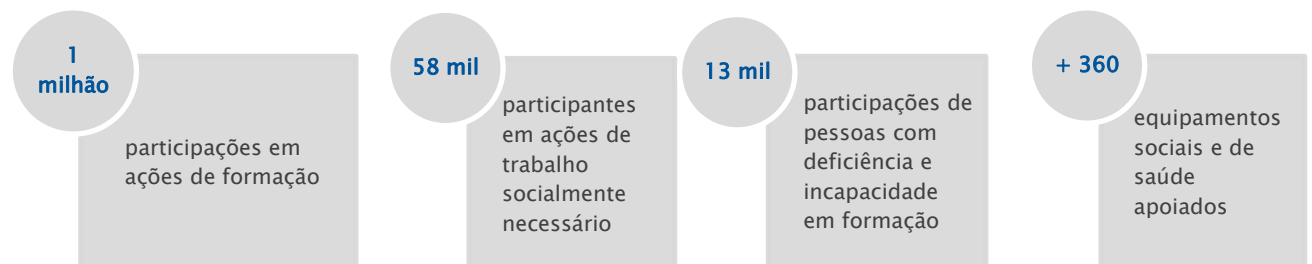 1
milhão
participações em
ações de formação
58 mil
participantes
em ações de
trabalho
socialmente
necessário
13 mil
participações de
pessoas com
deficiência e
incapacidade
em formação
+ 360
equipamentos
sociais e de
saúde
apoiados